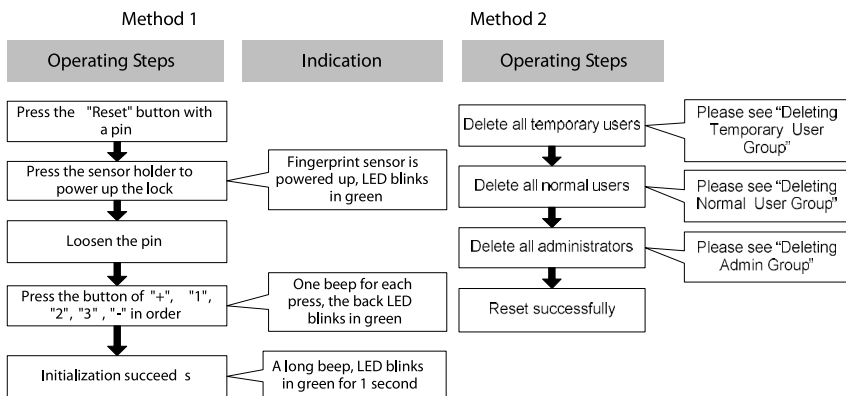 Method 1
Method 2
Operating Steps
Indication
Operating Steps
Press the "Reset" button with
a pin
Press the sensor holder to
power up the lock
Fingerprint sensor is
powered up, LED blinks
in green
Loosen the pin
Press the button of "+", "1",
"2", "3" , "-" in order
One beep for each
press, the back LED
blinks in green
Initialization succeed s
A long beep, LED blinks
in green for 1 second
Delete all temporary users
Please see “Deleting
Temporary User
Group”
Delete all normal users
Please see “Deleting
Normal User Group”
Delete all administrators
Please see “Deleting
Admin Group”
Reset successfully